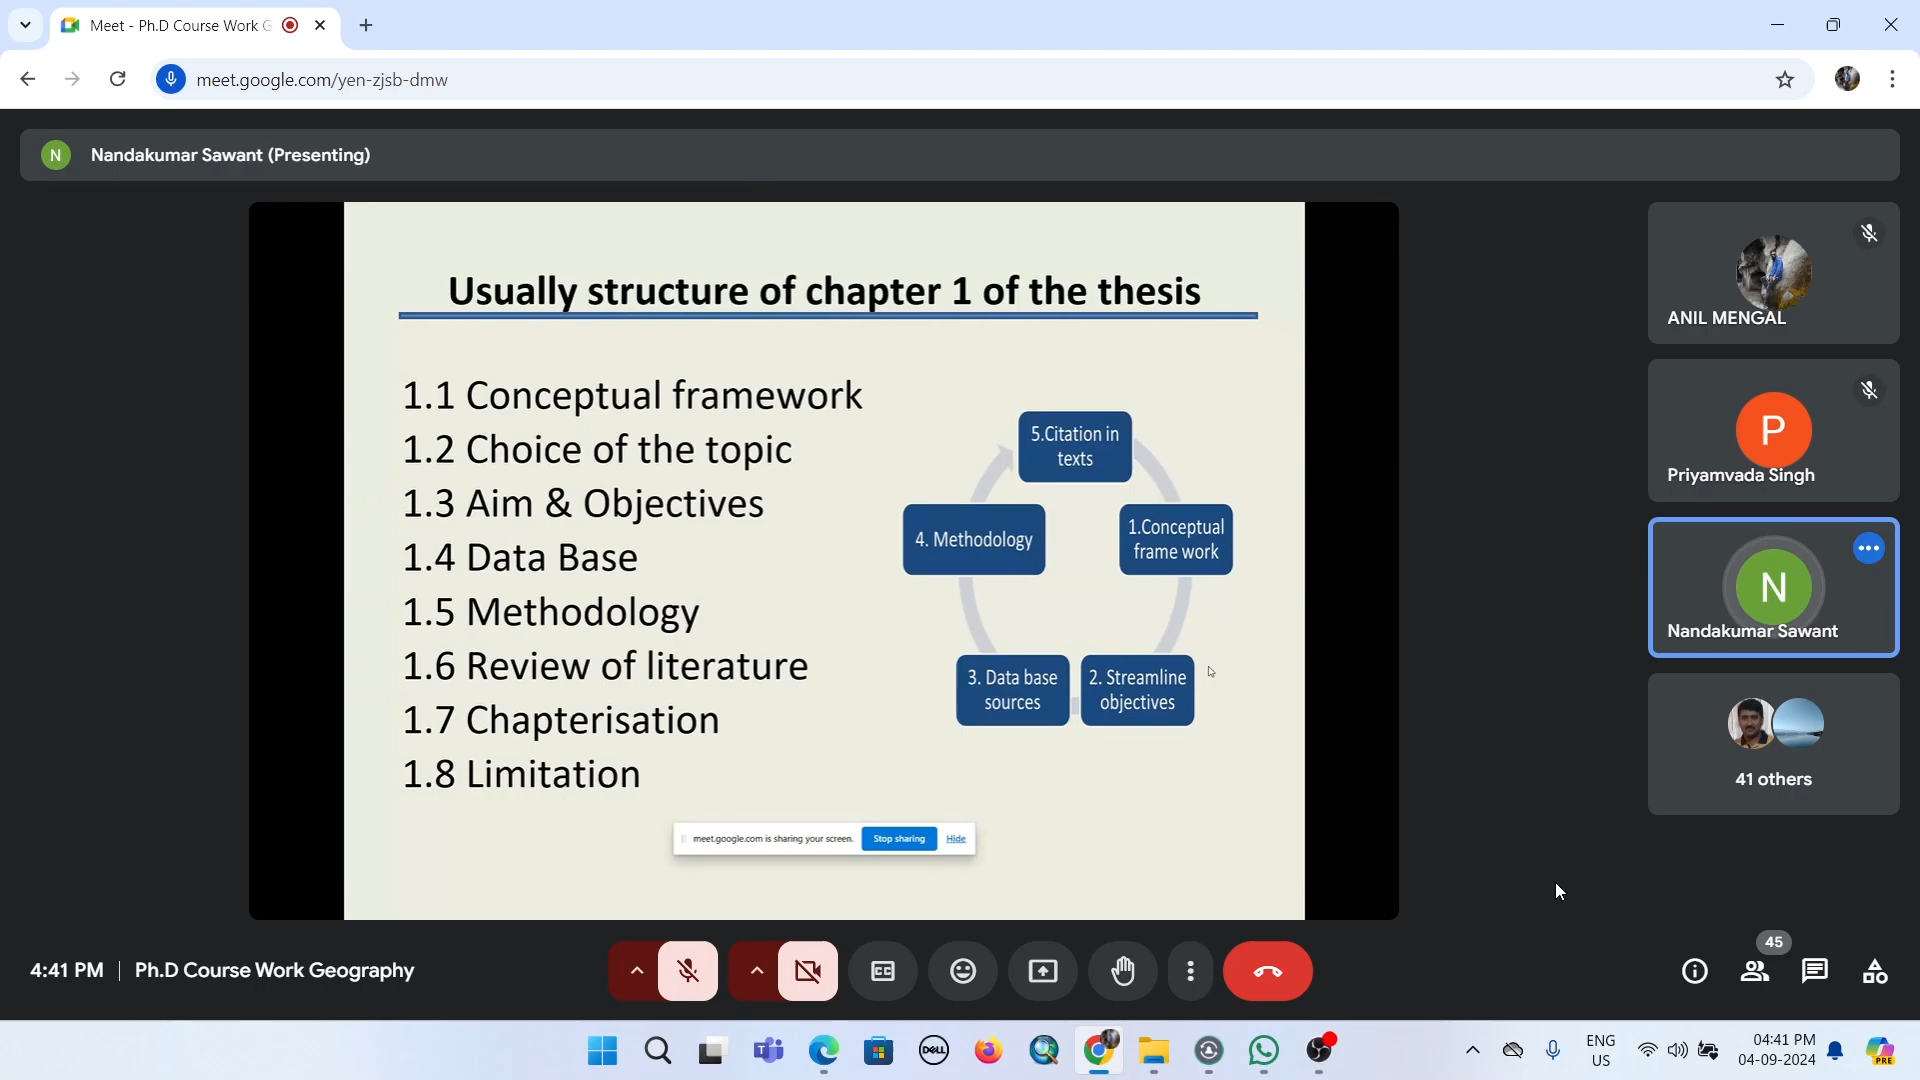 Meet - Ph.D Course Work G
meet.google.com/yen-zjsb-dmw
N Nandakumar Sawant (Presenting)
Usually structure of chapter 1 of the thesis
1.1 Conceptual framework
1.2 Choice of the topic
1.3 Aim & Objectives
1.4 Data Base
1.5 Methodology
1.6 Review of literature
1.7 Chapterisation
1.8 Limitation
5.Citation in
texts
1.Conceptual
frame work
2. Streamline
objectives
3. Data base
sources
4. Methodology
meet.google.com is sharing your screen. Stop sharing Hide
ANIL MENGAL
P
Priyamvada Singh
N
Nandakumar Sawant
41 others
4:41 PM | Ph.D Course Work Geography
CC
45
DELL
ENG
US
04:41 PM
04-09-2024
PRE